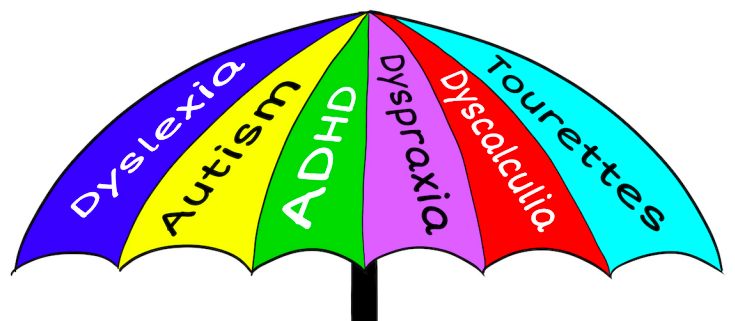 Dyslexia
Autism
ADHD
Dyspraxia
Dyscalculia
Tourettes